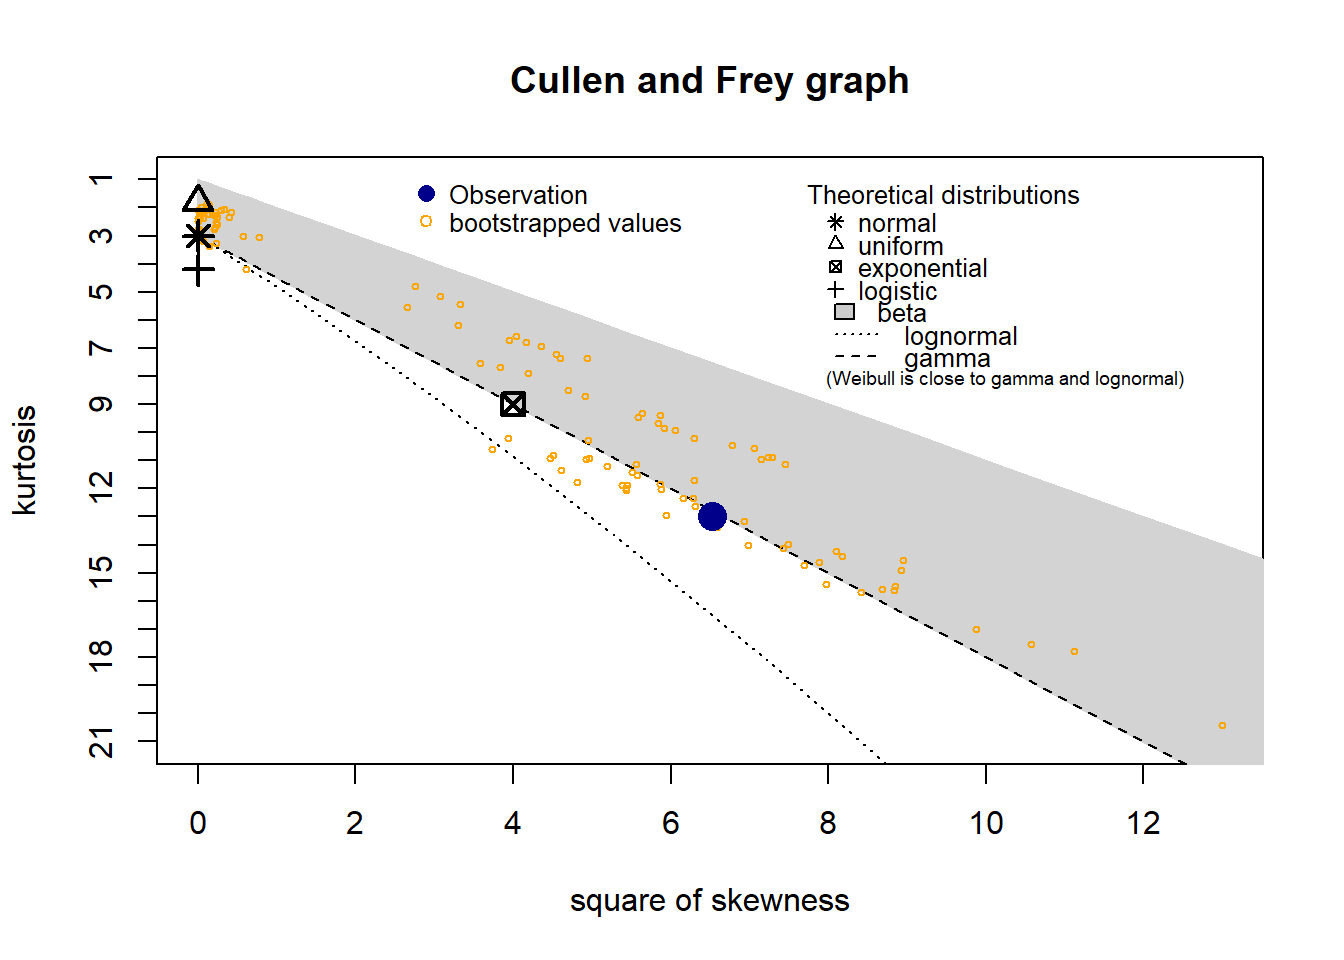 Cullen and Frey graph
Observation
bootstrapped values
Theoretical distributions
normal
uniform
exponential
logistic
beta
lognormal
gamma
(Weibull is close to gamma and lognormal)
kurtosis
1
3
5
7
9
12
15
18
21
0 2 4 6 8 10 12
square of skewness